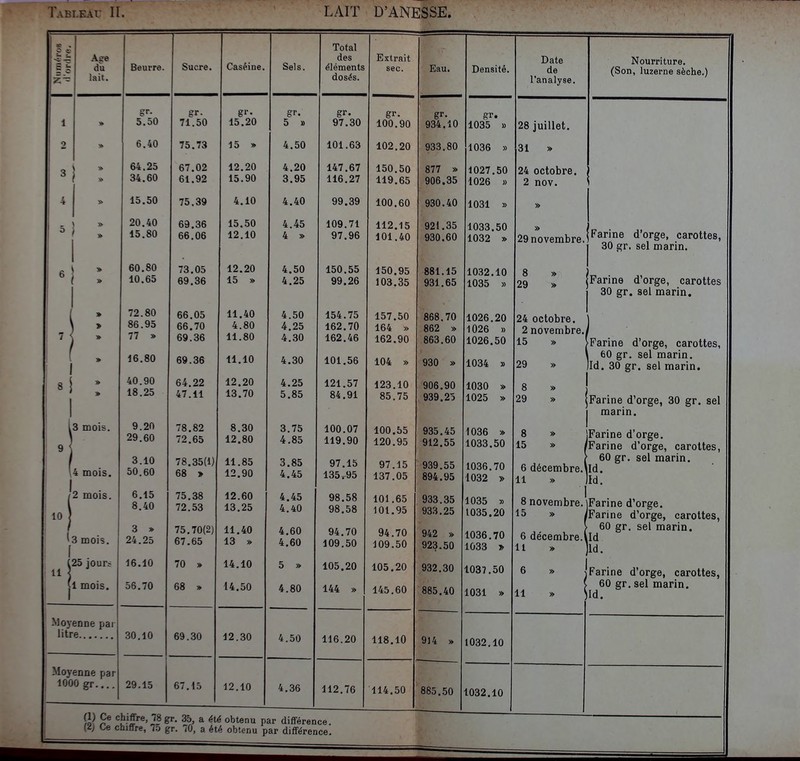 TABLEAU II. LAIT D'ANESSE.
Numéros d'ordre. | Age du lait. | Beurre. | Sucre. | Caséine. | Sels. | Total des éléments dosés. | Extrait sec. | Eau. | Densité. | Date de l'analyse. | Nourriture. (Son, luzerne sèche.)
gr. gr. gr. gr. gr. gr. gr. gr.
1 » 5.50 71.50 15.20 5 » 97.30 100.90 934.10 1035 » 28 juillet.
2 » 6.40 75.73 15 » 4.50 101.63 102.20 933.80 1036 » 31 »
3 » 64.25 67.02 12.20 4.20 147.67 150.50 877 » 1027.50 24 octobre.
» 34.60 61.92 15.90 3.95 116.27 119.65 906.35 1026 » 2 nov.
4 » 15.50 75.39 4.10 4.40 99.39 100.60 930.40 1031 » »
5 » 20.40 69.36 15.50 4.45 109.71 112.15 921.35 1033.50 »
» 15.80 66.06 12.10 4 » 97.96 101.40 930.60 1032 » 29 novembre. Farine d'orge, carottes,
30 gr. sel marin.
6 » 60.80 73.05 12.20 4.50 150.55 150.95 881.15 1032.10 8 »
» 10.65 69.36 15 » 4.25 99.26 103.35 931.65 1035 » 29 » Farine d'orge, carottes
30 gr. sel marin.
7 » 72.80 66.05 11.40 4.50 154.75 157.50 868.70 1026.20 24 octobre.
» 86.95 66.70 4.80 4.25 162.70 164 » 862 » 1026 » 2 novembre.
» 77 » 69.36 11.80 4.30 162.46 162.90 863.60 1026.50 15 » Farine d'orge, carottes,
60 gr. sel marin.
» 16.80 69.36 11.10 4.30 101.56 104 » 930 » 1034 » 29 » Id. 30 gr. sel marin.
8 » 40.90 64.22 12.20 4.25 121.57 123.10 906.90 1030 » 8 »
» 18.25 47.11 13.70 5.85 84.91 85.75 939.25 1025 » 29 » Farine d'orge, 30 gr. sel
marin.
9 3 mois. 9.20 78.82 8.30 3.75 100.07 100.55 935.45 1036 » 8 » Farine d'orge.
29.60 72.65 12.80 4.85 119.90 120.95 912.55 1033.50 15 » Farine d'orge, carottes,
60 gr. sel marin.
3.10 78.35(1) 11.85 3.85 97.15 97.15 939.55 1036.70 6 décembre. Id.
4 mois. 50.60 68 » 12.90 4.45 135.95 137.05 894.95 1032 » 11 » Id.
10 2 mois. 6.15 75.38 12.60 4.45 98.58 101.65 933.35 1035 » 8 novembre. Farine d'orge.
8.40 72.53 13.25 4.40 98.58 101.95 933.25 1035.20 15 » Farine d'orge, carottes,
60 gr. sel marin.
3 » 75.70(2) 11.40 4.60 94.70 94.70 942 » 1036.70 6 décembre. Id
3 mois. 24.25 67.65 13 » 4.60 109.50 109.50 923.50 1033 » 11 » Id.
11 25 jours 16.10 70 » 14.10 5 » 105.20 105.20 932.30 1037.50 6 » Farine d'orge, carottes,
60 gr. sel marin.
1 mois. 56.70 68 » 14.50 4.80 144 » 145.60 885.40 1031 » 11 » Id.
Moyenne par
litre....... 30.10 69.30 12.30 4.50 116.20 118.10 914 » 1032.10
Moyenne par
1000 gr.... 29.15 67.15 12.10 4.36 112.76 114.50 885.50 1032.10
(1) Ce chiffre, 78 gr. 35, a été obtenu par différence.
(2) Ce chiffre, 75 gr. 70, a été obtenu par différence.